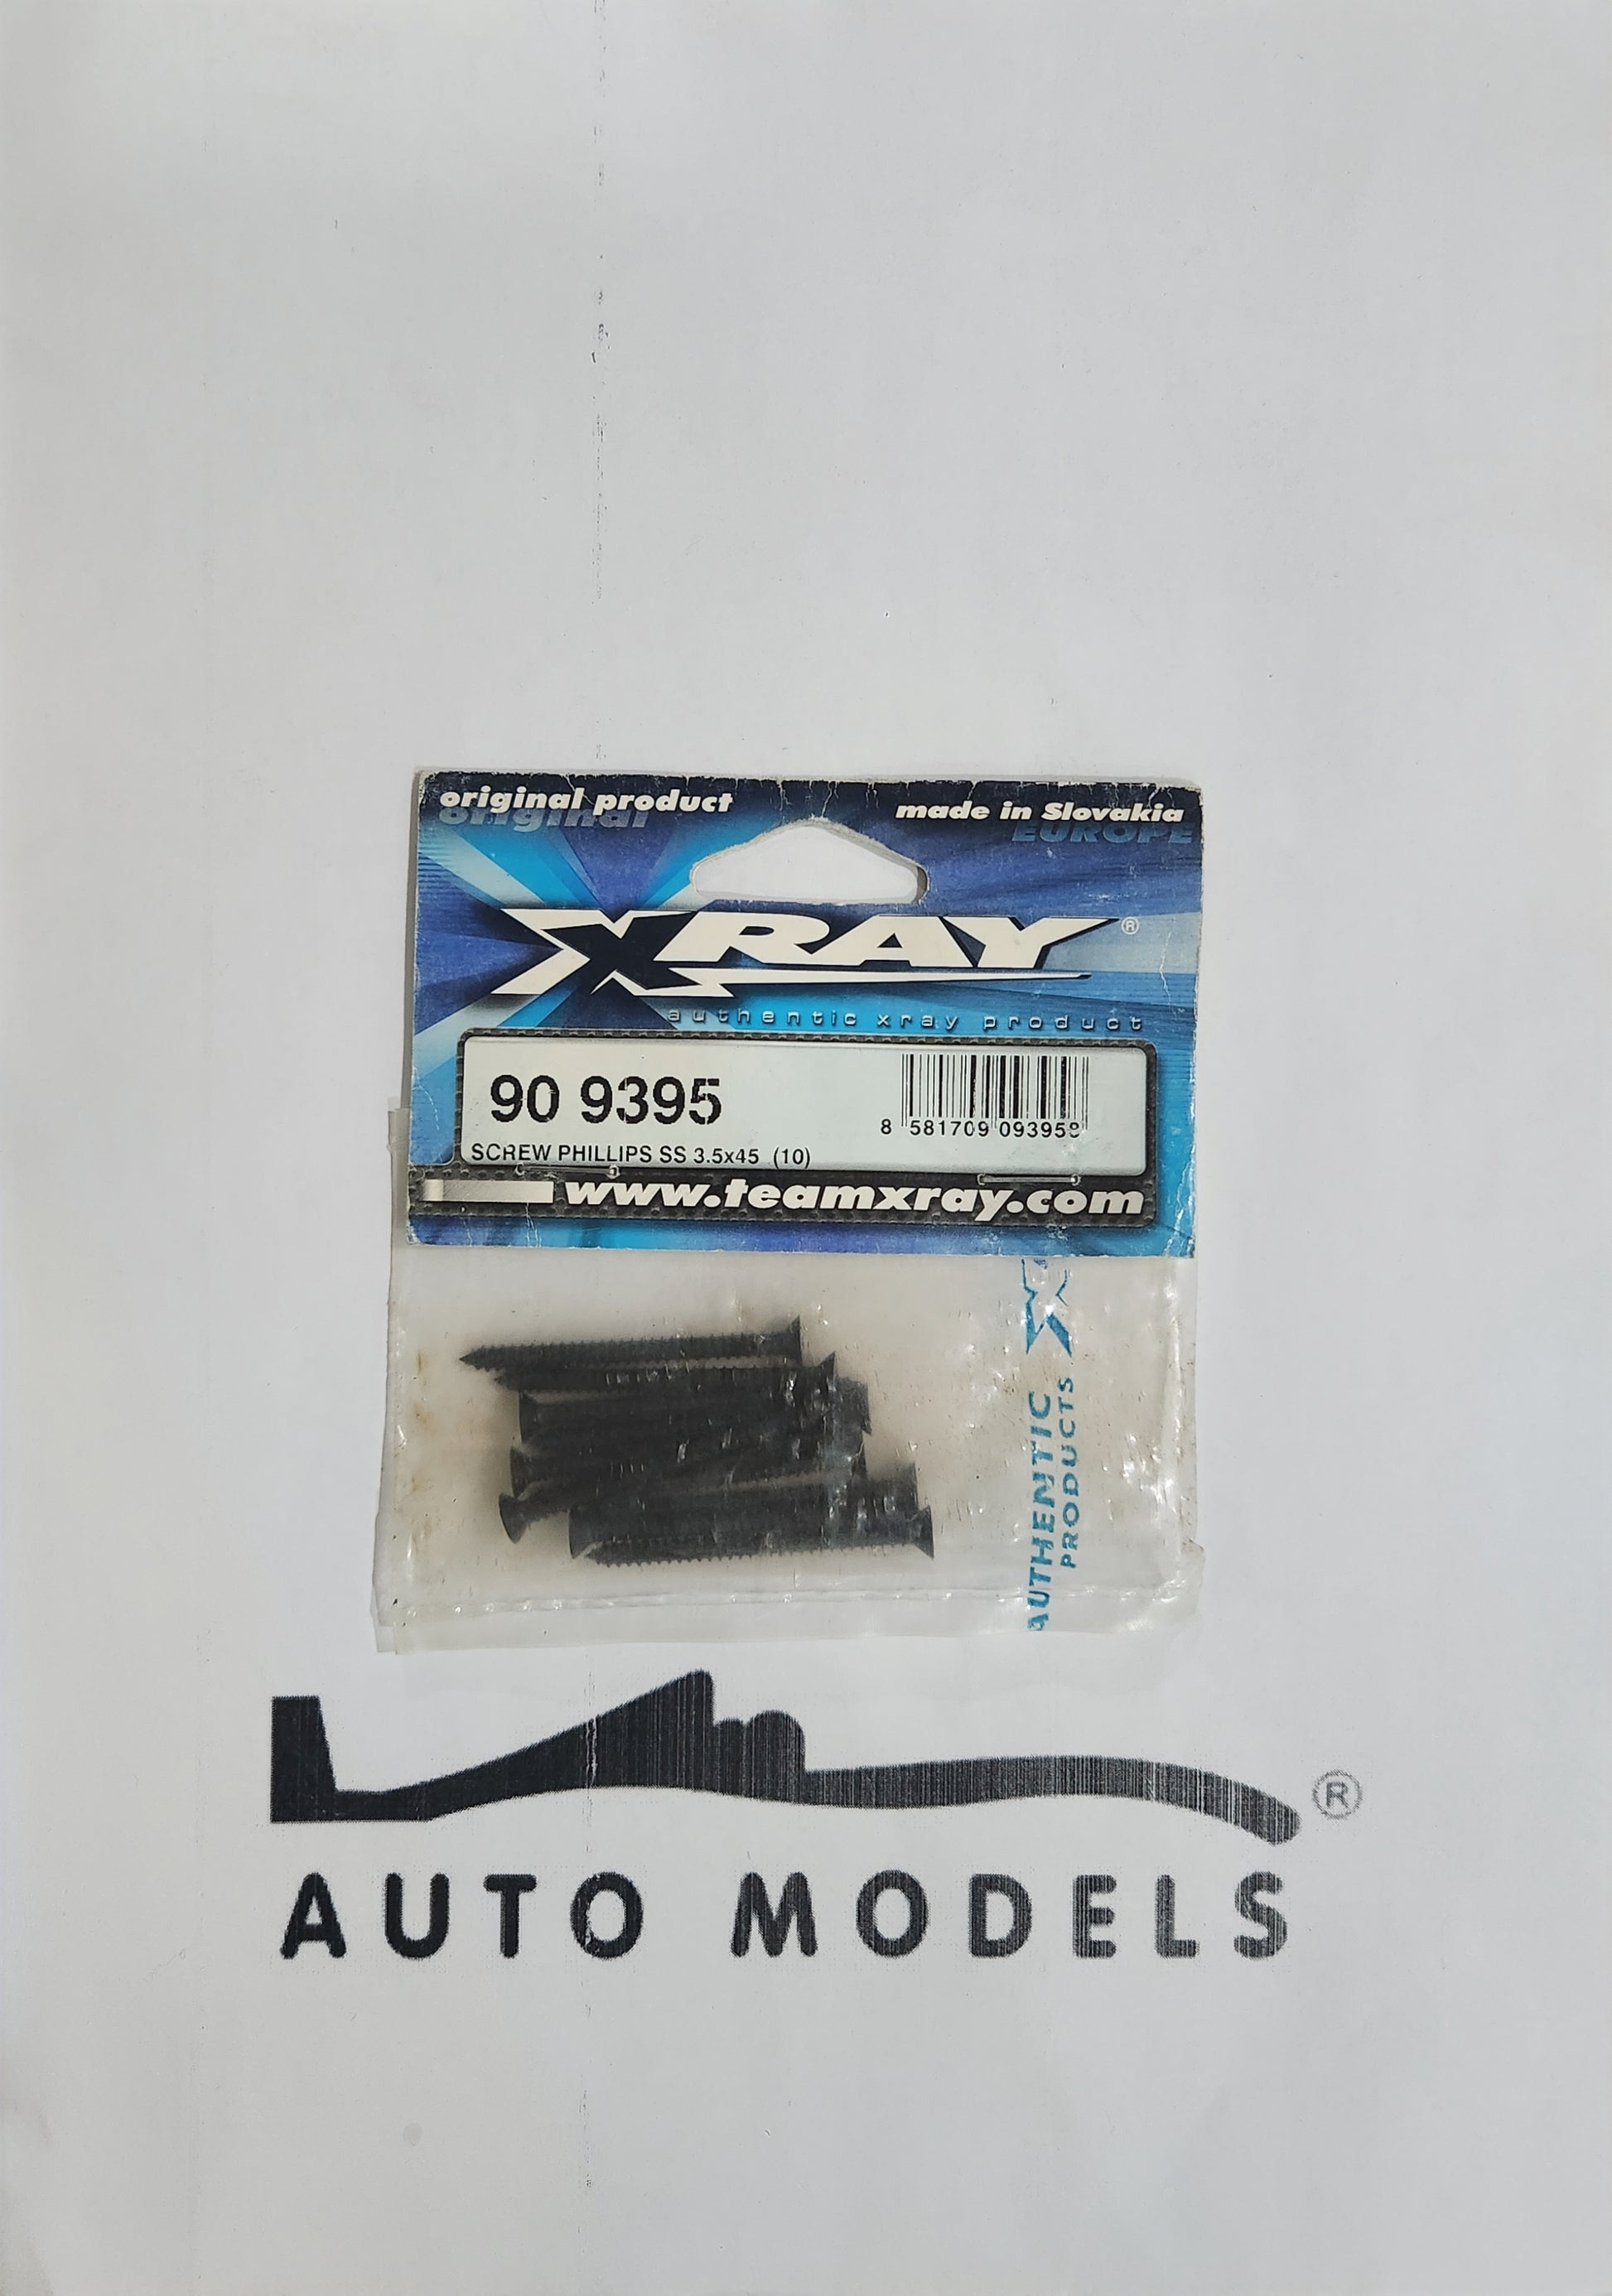 original product
original
made in Slovakia
EUROPE
XRAY®
authentic xray product
90 9395
8 581709 093958
SCREW PHILLIPS SS 3.5x45 (10)
www.teamxray.com
AUTHENTIC
PRODUCTS
®
AUTO MODELS